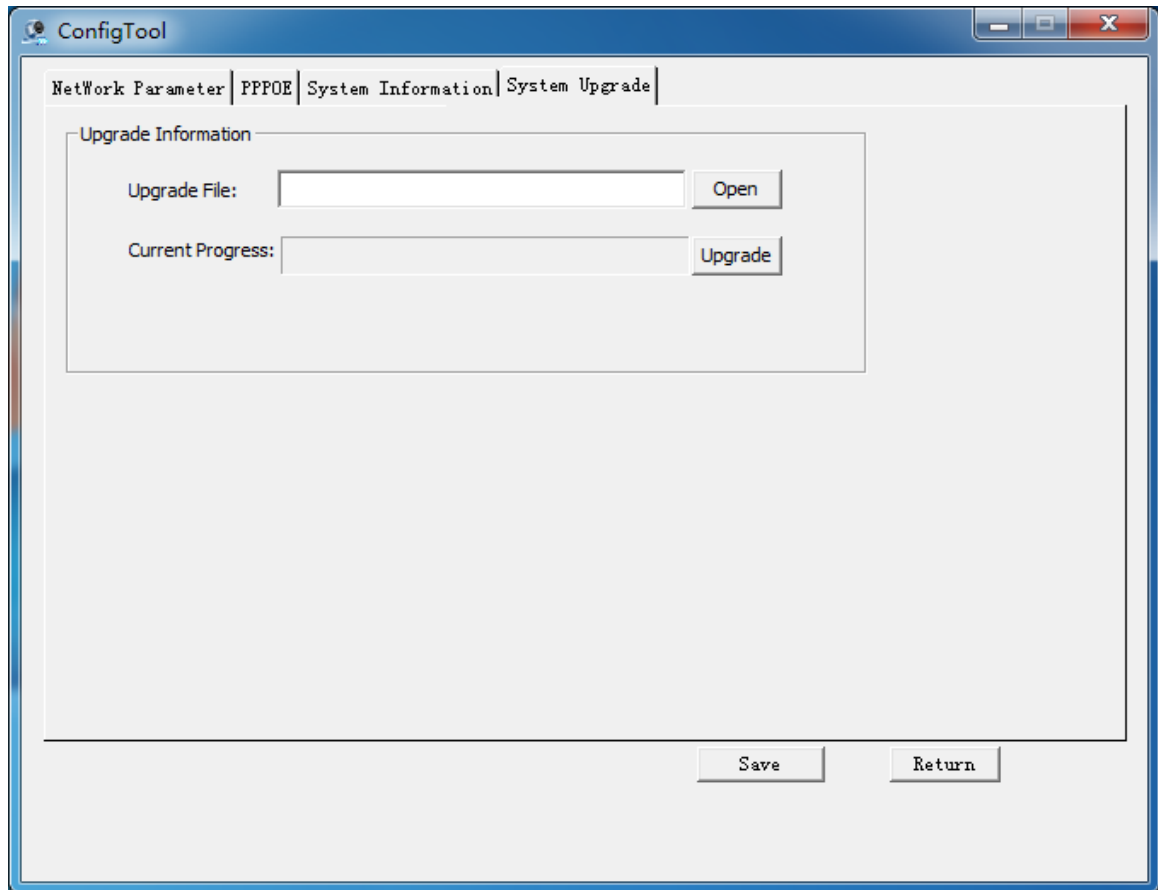 ConfigTool
NetWork Parameter PPPOE System Information System Upgrade
Upgrade Information
Upgrade File: Open
Current Progress: Upgrade
Save Return